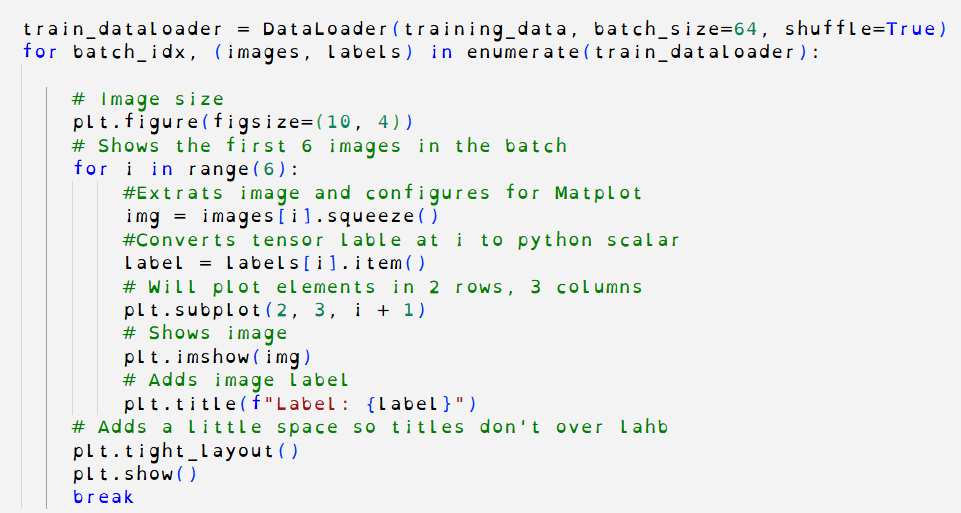 train_dataloader = DataLoader(training_data, batch_size=64, shuffle=True)
for batch_idx, (images, labels) in enumerate(train_dataloader):
# Image size
plt.figure(figsize=(10, 4))
# Shows the first 6 images in the batch
for i in range(6):
#Extrats image and configures for Matplot
img = images[i].squeeze()
#Converts tensor lable at i to python scalar
label = labels[i].item()
# Will plot elements in 2 rows, 3 columns
plt.subplot(2, 3, i + 1)
# Shows image
plt.imshow(img)
# Adds image label
plt.title(f"Label: {label}")
# Adds a little space so titles don't over lahb
plt.tight_layout()
plt.show()
break